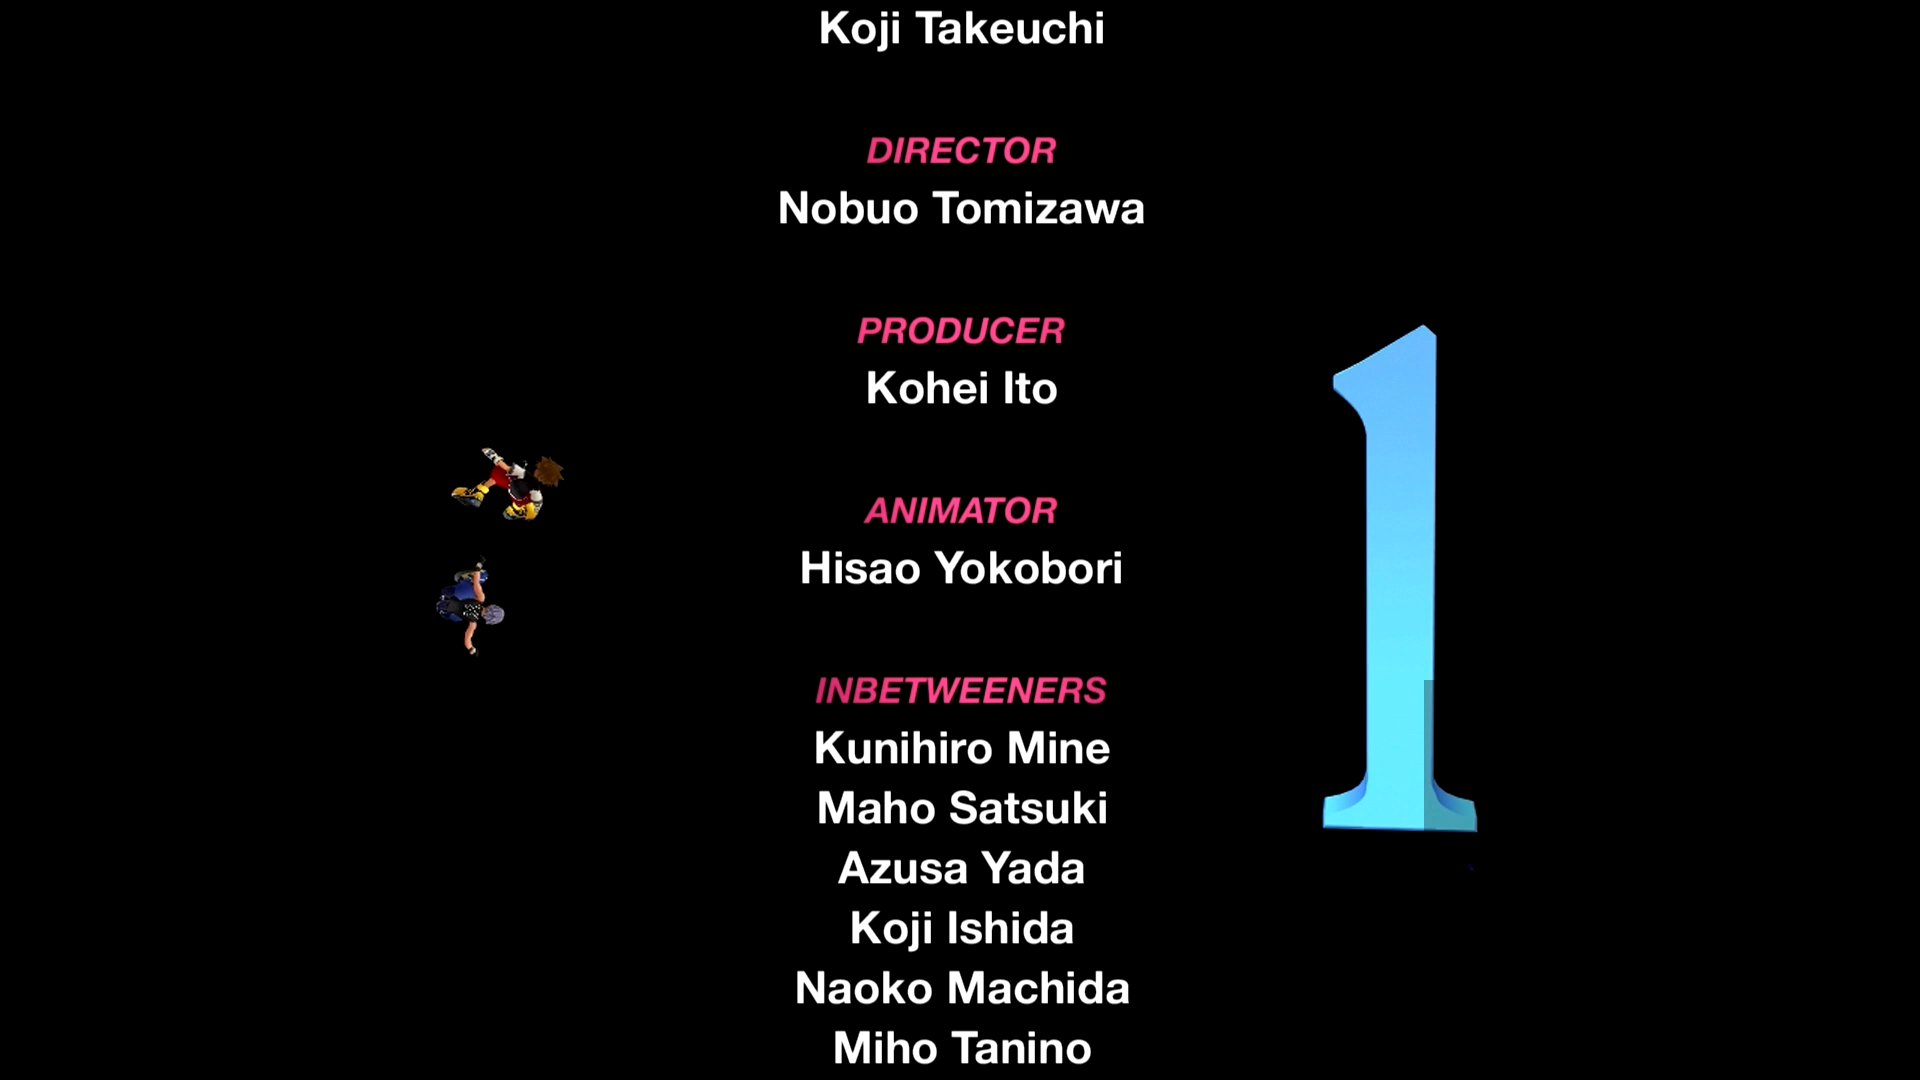 Koji Takeuchi
DIRECTOR
Nobuo Tomizawa
PRODUCER
Kohei Ito
ANIMATOR
Hisao Yokobori
1
INBETWEENERS
Kunihiro Mine
Maho Satsuki
Azusa Yada
Koji Ishida
Naoko Machida
Miho Tanino